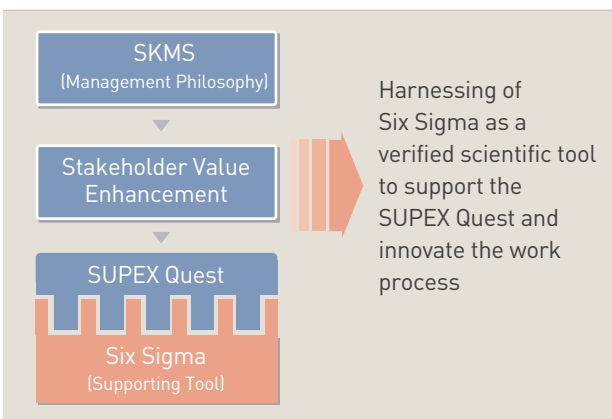 SKMS
(Management Philosophy)
Stakeholder Value
Enhancement
SUPEX Quest
Six Sigma
(Supporting Tool)
Harnessing of
Six Sigma as a
verified scientific tool
to support the
SUPEX Quest and
innovate the work
process